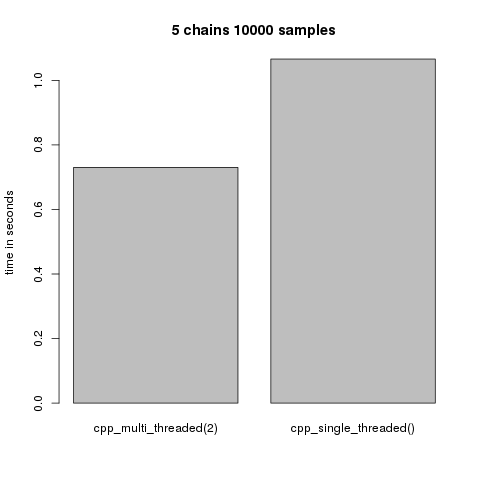 5 chains 10000 samples
time in seconds
1.0
0.8
0.6
0.4
0.2
0.0
cpp_multi_threaded(2)
cpp_single_threaded()